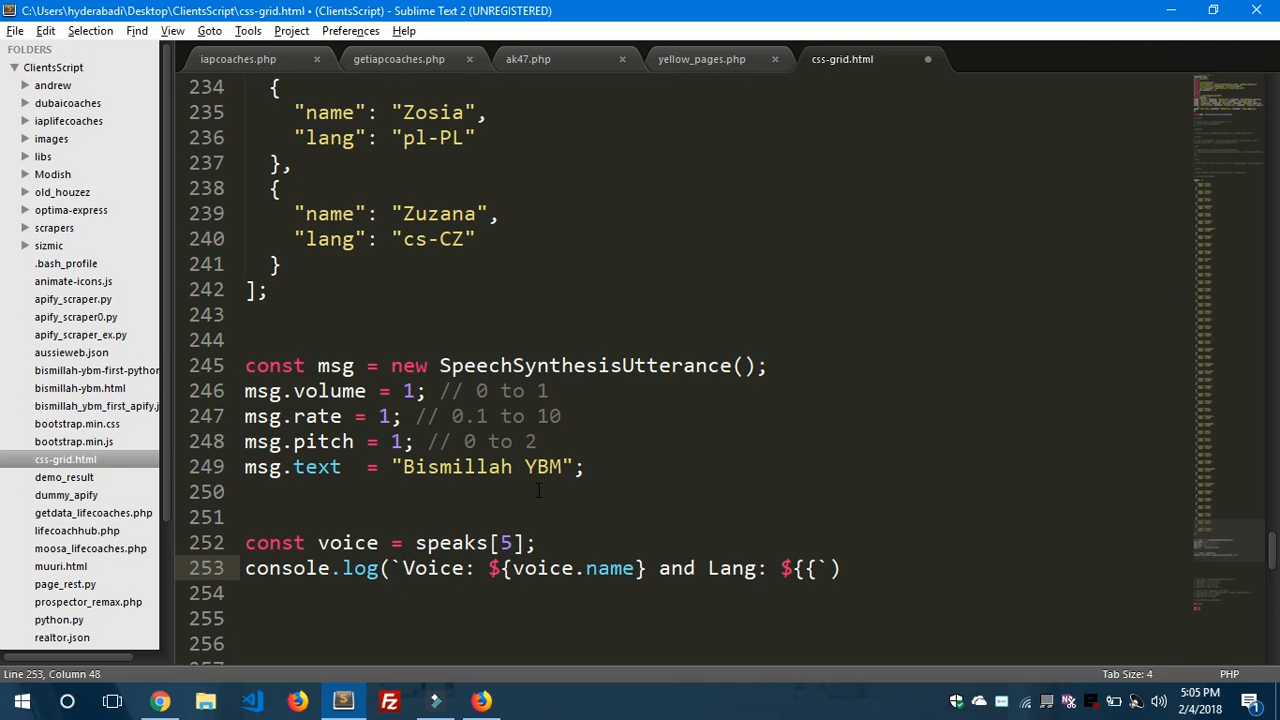 C:\Users\hyderabadi\Desktop\ClientsScript\css-grid.html • (ClientsScript) - Sublime Text 2 (UNREGISTERED)
File Edit Selection Find View Goto Tools Project Preferences Help
FOLDERS
ClientsScript
andrew
dubaicoaches
iaplifecoaches
images
libs
Modish
old_houzez
optima-express
scrapers
sizmic
.bash_profile
animate-icons.js
apify_scraper.py
apify_scraper0.py
apify_scraper_ex.py
aussieweb.json
bismillah-ybm-first-python
bismillah-ybm.html
bismillah-ybm_first_apify.j
bootstrap.min.css
bootstrap.min.js
css-grid.html
demo_result
dummy_apify
getdata_lifecoaches.php
lifecoachhub.php
moosa_lifecoaches.php
muuri.html
page_rest.py
prospector_remax.php
python.py
realtor.json
iapcoaches.php × getiapcoaches.php × ak47.php × yellow_pages.php × css-grid.html
234 {
235 "name": "Zosia",
236 "lang": "pl-PL"
237 },
238 {
239 "name": "Zuzana",
240 "lang": "cs-CZ"
241 }
242 ];
243
244
245 const msg = new SpeechSynthesisUtterance();
246 msg.volume = 1; // 0 to 1
247 msg.rate = 1; // 0.1 to 10
248 msg.pitch = 1; // 0 to 2
249 msg.text  = "Bismillah YBM";
250
251
252 const voice = speaks[5];
253 console.log(`Voice: ${voice.name} and Lang: ${{`)
254
255
256
Line 253, Column 48 Tab Size: 4 PHP
5:05 PM
2/4/2018